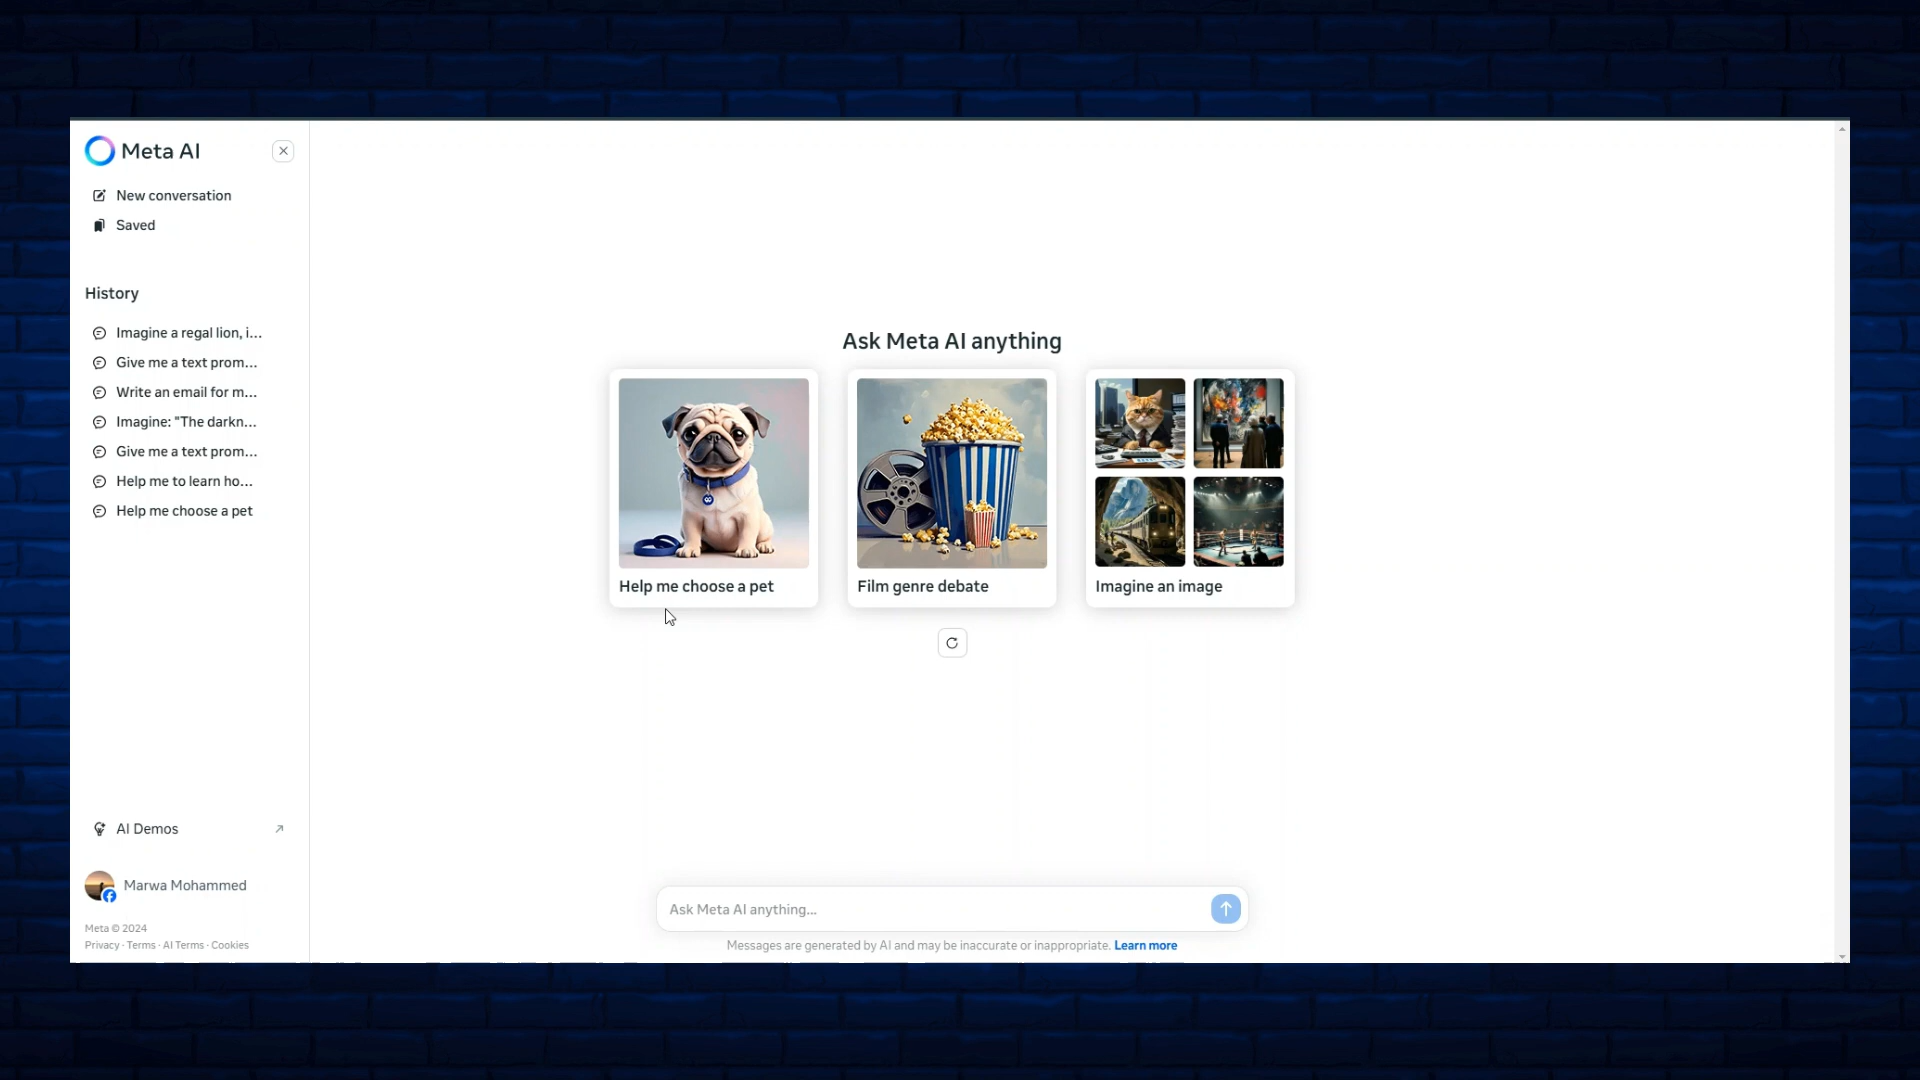 Meta AI
New conversation
Saved
History
Imagine a regal lion, i...
Give me a text prom...
Write an email for m...
Imagine: "The darkn...
Give me a text prom...
Help me to learn ho...
Help me choose a pet
AI Demos
Marwa Mohammed
Meta © 2024
Privacy · Terms · AI Terms · Cookies
Ask Meta AI anything
Help me choose a pet
Film genre debate
Imagine an image
Ask Meta AI anything...
Messages are generated by AI and may be inaccurate or inappropriate. Learn more